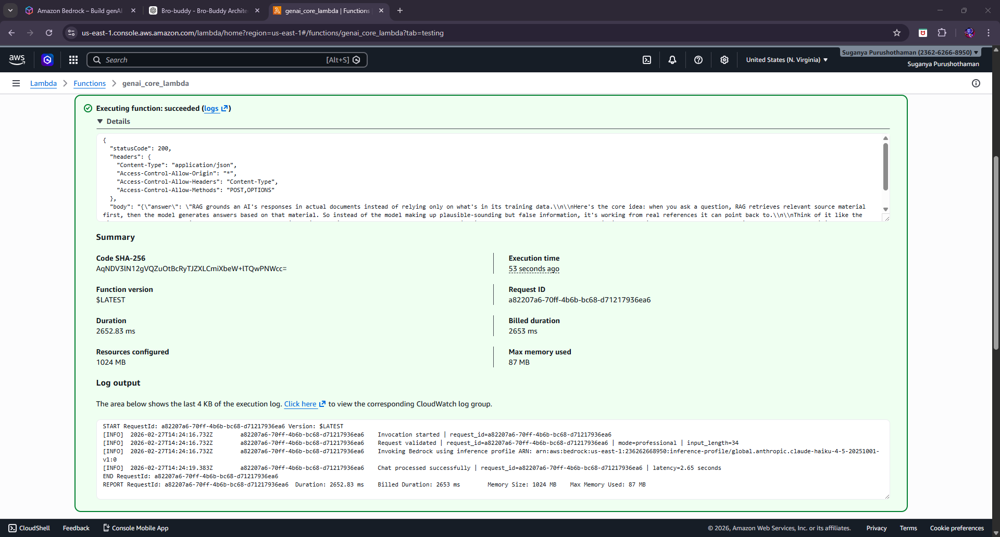 Amazon Bedrock – Build genAI
Bro-buddy - Bro-Buddy Archite
genai_core_lambda | Functions
us-east-1.console.aws.amazon.com/lambda/home?region=us-east-1#/functions/genai_core_lambda?tab=testing
aws
Search
[Alt+S]
United States (N. Virginia)
Suganya Purushothaman (2362-6266-8950)
Suganya Purushothaman
Lambda
Functions
genai_core_lambda
Executing function: succeeded (logs)
Details
{
"statusCode": 200,
"headers": {
"Content-Type": "application/json",
"Access-Control-Allow-Origin": "*",
"Access-Control-Allow-Headers": "Content-Type",
"Access-Control-Allow-Methods": "POST,OPTIONS"
},
"body": "{\"answer\": \"RAG grounds an AI's responses in actual documents instead of relying only on what's in its training data.\\n\\nHere's the core idea: when you ask a question, RAG retrieves relevant source material
first, then the model generates answers based on that material. So instead of the model making up plausible-sounding but false information, it's working from real references it can point back to.\\n\\nThink of it like the
Summary
Code SHA-256
AqNDV3lN12gVQZuOtBcRyTJZXLCmiXbeW+lTQwPNWcc=
Execution time
53 seconds ago
Function version
$LATEST
Request ID
a82207a6-70ff-4b6b-bc68-d71217936ea6
Duration
2652.83 ms
Billed duration
2653 ms
Resources configured
1024 MB
Max memory used
87 MB
Log output
The area below shows the last 4 KB of the execution log. Click here to view the corresponding CloudWatch log group.
START RequestId: a82207a6-70ff-4b6b-bc68-d71217936ea6 Version: $LATEST
[INFO] 2026-02-27T14:24:16.732Z a82207a6-70ff-4b6b-bc68-d71217936ea6 Invocation started | request_id=a82207a6-70ff-4b6b-bc68-d71217936ea6
[INFO] 2026-02-27T14:24:16.732Z a82207a6-70ff-4b6b-bc68-d71217936ea6 Request validated | request_id=a82207a6-70ff-4b6b-bc68-d71217936ea6 | mode=professional | input_length=34
[INFO] 2026-02-27T14:24:16.732Z a82207a6-70ff-4b6b-bc68-d71217936ea6 Invoking Bedrock using inference profile ARN: arn:aws:bedrock:us-east-1:236262668950:inference-profile/global.anthropic.claude-haiku-4-5-20251001-
v1:0
[INFO] 2026-02-27T14:24:19.383Z a82207a6-70ff-4b6b-bc68-d71217936ea6 Chat processed successfully | request_id=a82207a6-70ff-4b6b-bc68-d71217936ea6 | latency=2.65 seconds
END RequestId: a82207a6-70ff-4b6b-bc68-d71217936ea6
REPORT RequestId: a82207a6-70ff-4b6b-bc68-d71217936ea6 Duration: 2652.83 ms Billed Duration: 2653 ms Memory Size: 1024 MB Max Memory Used: 87 MB
CloudShell
Feedback
Console Mobile App
© 2026, Amazon Web Services, Inc. or its affiliates.
Privacy
Terms
Cookie preferences